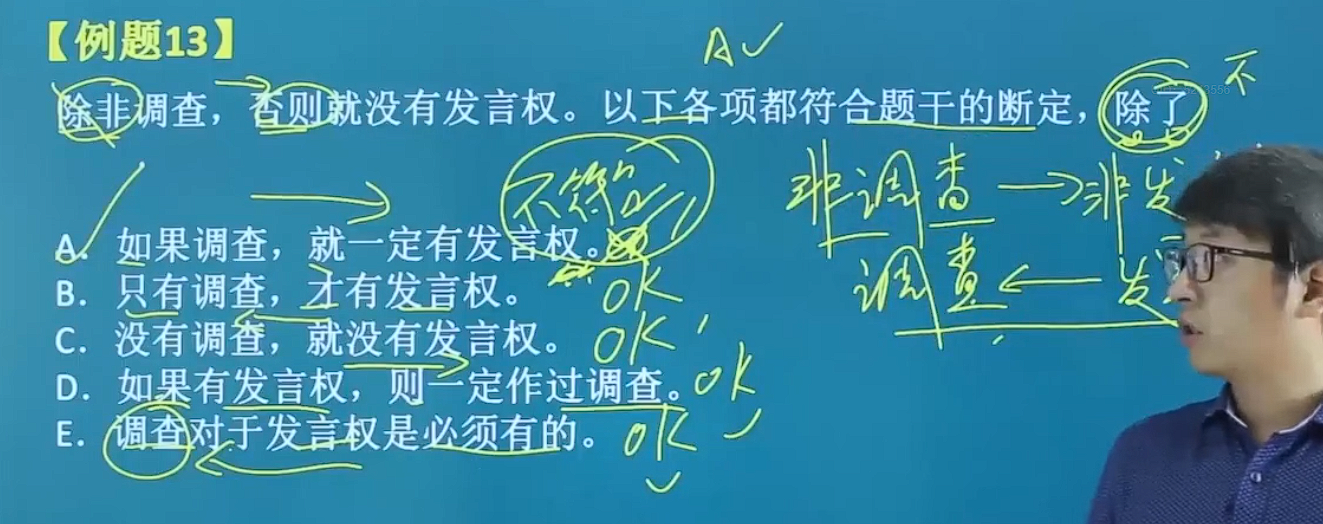 【例题13】
A✓
除非调查，否则就没有发言权。以下各项都符合题干的断定，除了
不
不符合
非调查→非发
调查←发
A. 如果调查，就一定有发言权。
B. 只有调查，才有发言权。
OK
C. 没有调查，就没有发言权。
OK
D. 如果有发言权，则一定作过调查。
OK
E. 调查对于发言权是必须有的。
OK